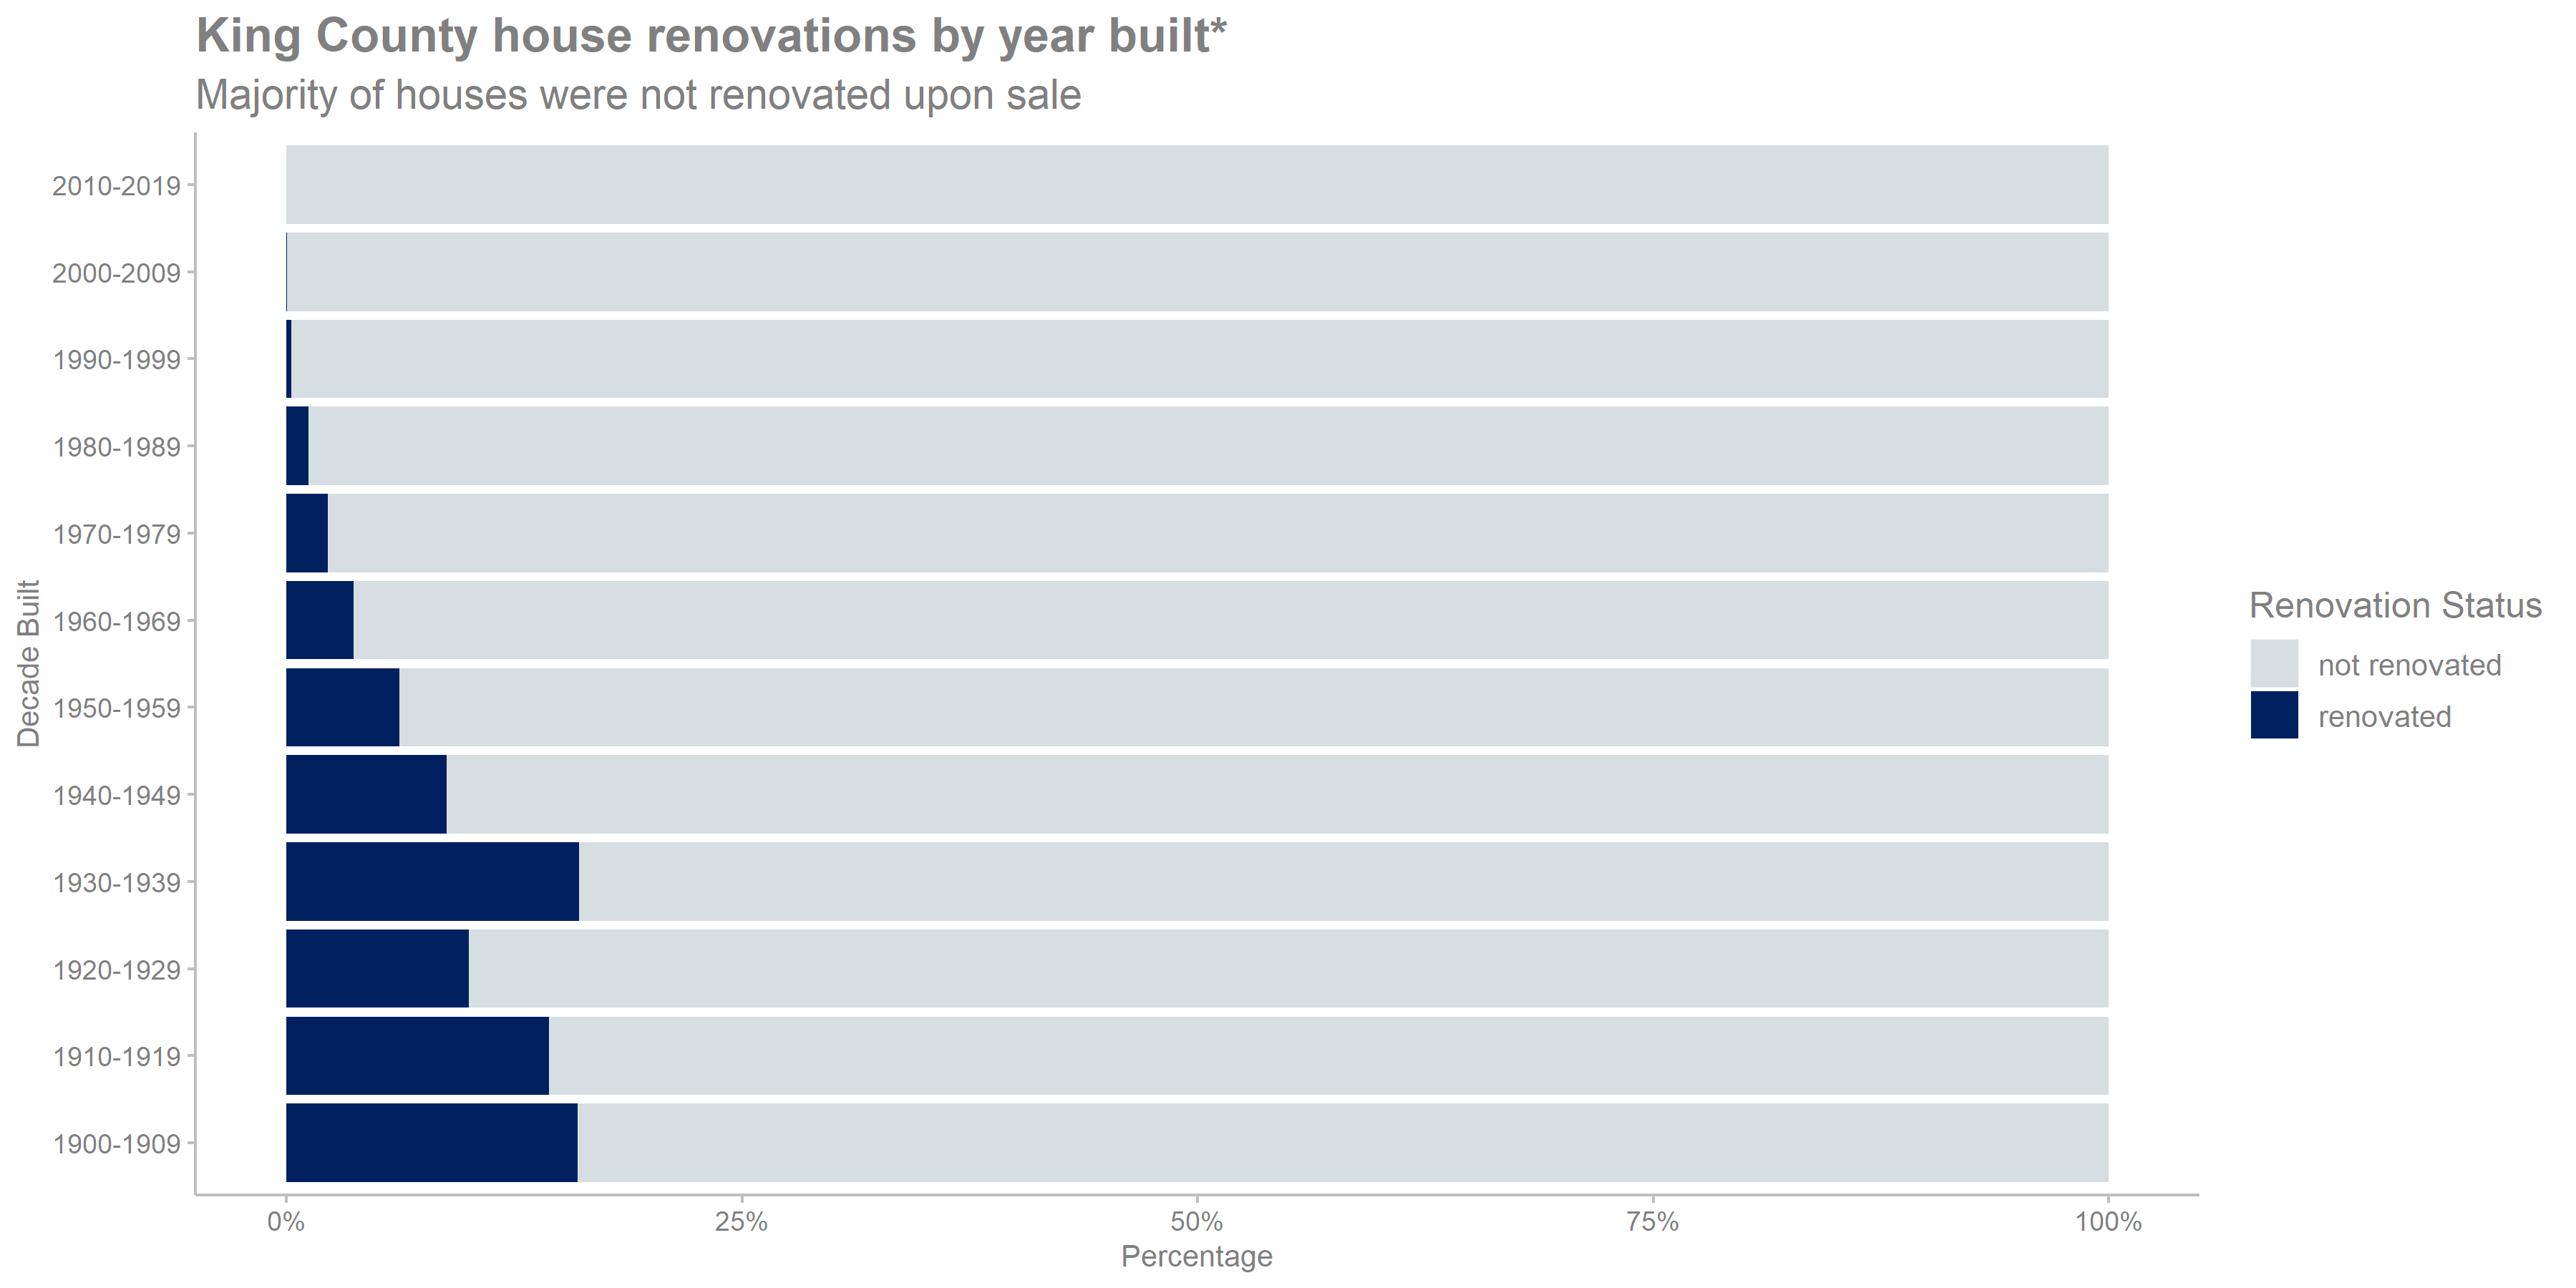 King County house renovations by year built*
Majority of houses were not renovated upon sale
2010-2019
2000-2009
1990-1999
1980-1989
1970-1979
1960-1969
1950-1959
1940-1949
1930-1939
1920-1929
1910-1919
1900-1909
Decade Built
0%
25%
50%
75%
100%
Percentage
Renovation Status
not renovated
renovated